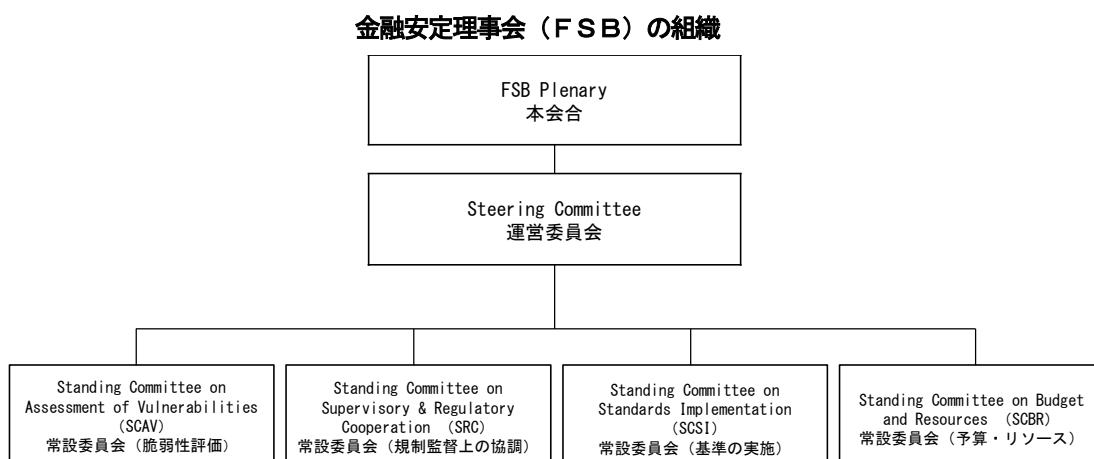 金融安定理事会（ＦＳＢ）の組織
FSB Plenary
本会合
Steering Committee
運営委員会
Standing Committee on
Assessment of Vulnerabilities
(SCAV)
常設委員会（脆弱性評価）
Standing Committee on
Supervisory & Regulatory
Cooperation （SRC）
常設委員会（規制監督上の協調）
Standing Committee on
Standards Implementation
(SCSI)
常設委員会（基準の実施）
Standing Committee on Budget
and Resources （SCBR）
常設委員会（予算・リソース）